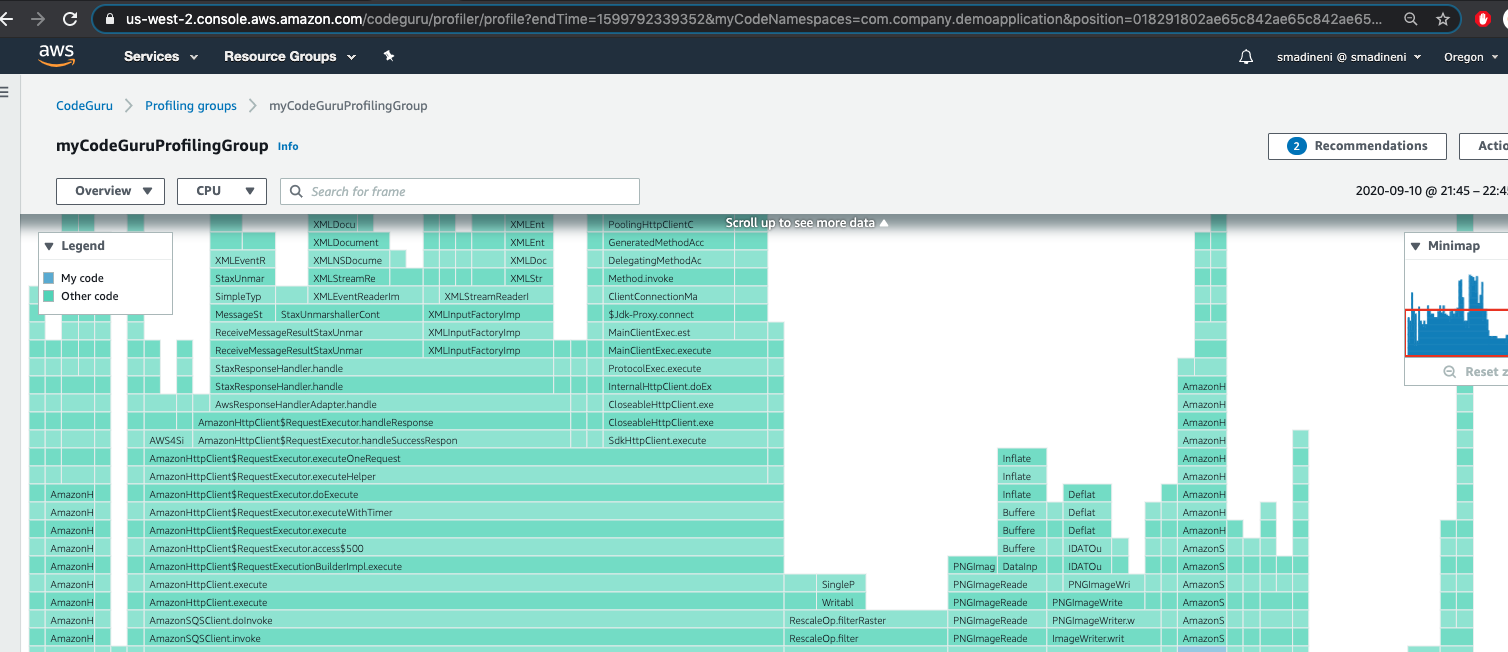 us-west-2.console.aws.amazon.com/codeguru/profiler/profile?endTime=1599792339352&myCodeNamespaces=com.company.demoapplication&position=018291802ae65c842ae65c842ae65...
aws Services Resource Groups smadineni @ smadineni Oregon
CodeGuru Profiling groups myCodeGuruProfilingGroup
myCodeGuruProfilingGroup Info 2 Recommendations Actio
Overview CPU Search for frame 2020-09-10 @ 21:45 – 22:4
Scroll up to see more data
Legend
My code
Other code
Minimap
Reset z
XMLDocu XMLEnt PoolingHttpClientC
XMLDocument XMLEnt GeneratedMethodAcc
XMLEventR XMLNSDocume XMLDoc DelegatingMethodAc
StaxUnmar XMLStreamRe XMLStr Method.invoke
SimpleTyp XMLEventReaderIm XMLStreamReaderI ClientConnectionMa
MessageSt StaxUnmarshallerCont XMLInputFactoryImp $Jdk-Proxy.connect
ReceiveMessageResultStaxUnmar XMLInputFactoryImp MainClientExec.est
ReceiveMessageResultStaxUnmar XMLInputFactoryImp MainClientExec.execute
StaxResponseHandler.handle ProtocolExec.execute
StaxResponseHandler.handle InternalHttpClient.doEx AmazonH
AwsResponseHandlerAdapter.handle CloseableHttpClient.exe AmazonH
AmazonHttpClient$RequestExecutor.handleResponse CloseableHttpClient.exe AmazonH
AWS4Si AmazonHttpClient$RequestExecutor.handleSuccessRespon SdkHttpClient.execute AmazonH
AmazonHttpClient$RequestExecutor.executeOneRequest Inflate AmazonH
AmazonHttpClient$RequestExecutor.executeHelper Inflate AmazonH
AmazonH AmazonHttpClient$RequestExecutor.doExecute Inflate Deflat AmazonH
AmazonH AmazonHttpClient$RequestExecutor.executeWithTimer Buffere Deflat AmazonH
AmazonH AmazonHttpClient$RequestExecutor.execute Buffere Deflat AmazonH
AmazonH AmazonHttpClient$RequestExecutor.access$500 Buffere IDATOu AmazonS
AmazonH AmazonHttpClient$RequestExecutionBuilderImpl.execute PNGImag DataInp IDATOu AmazonS
AmazonH AmazonHttpClient.execute SingleP PNGImageReade PNGImageWri AmazonS
AmazonH AmazonHttpClient.execute Writabl PNGImageReade PNGImageWrite AmazonS
AmazonH AmazonSQSClient.doInvoke RescaleOp.filterRaster PNGImageReade PNGImageWriter.w AmazonS
AmazonH AmazonSQSClient.invoke RescaleOp.filter PNGImageReade ImageWriter.writ AmazonS